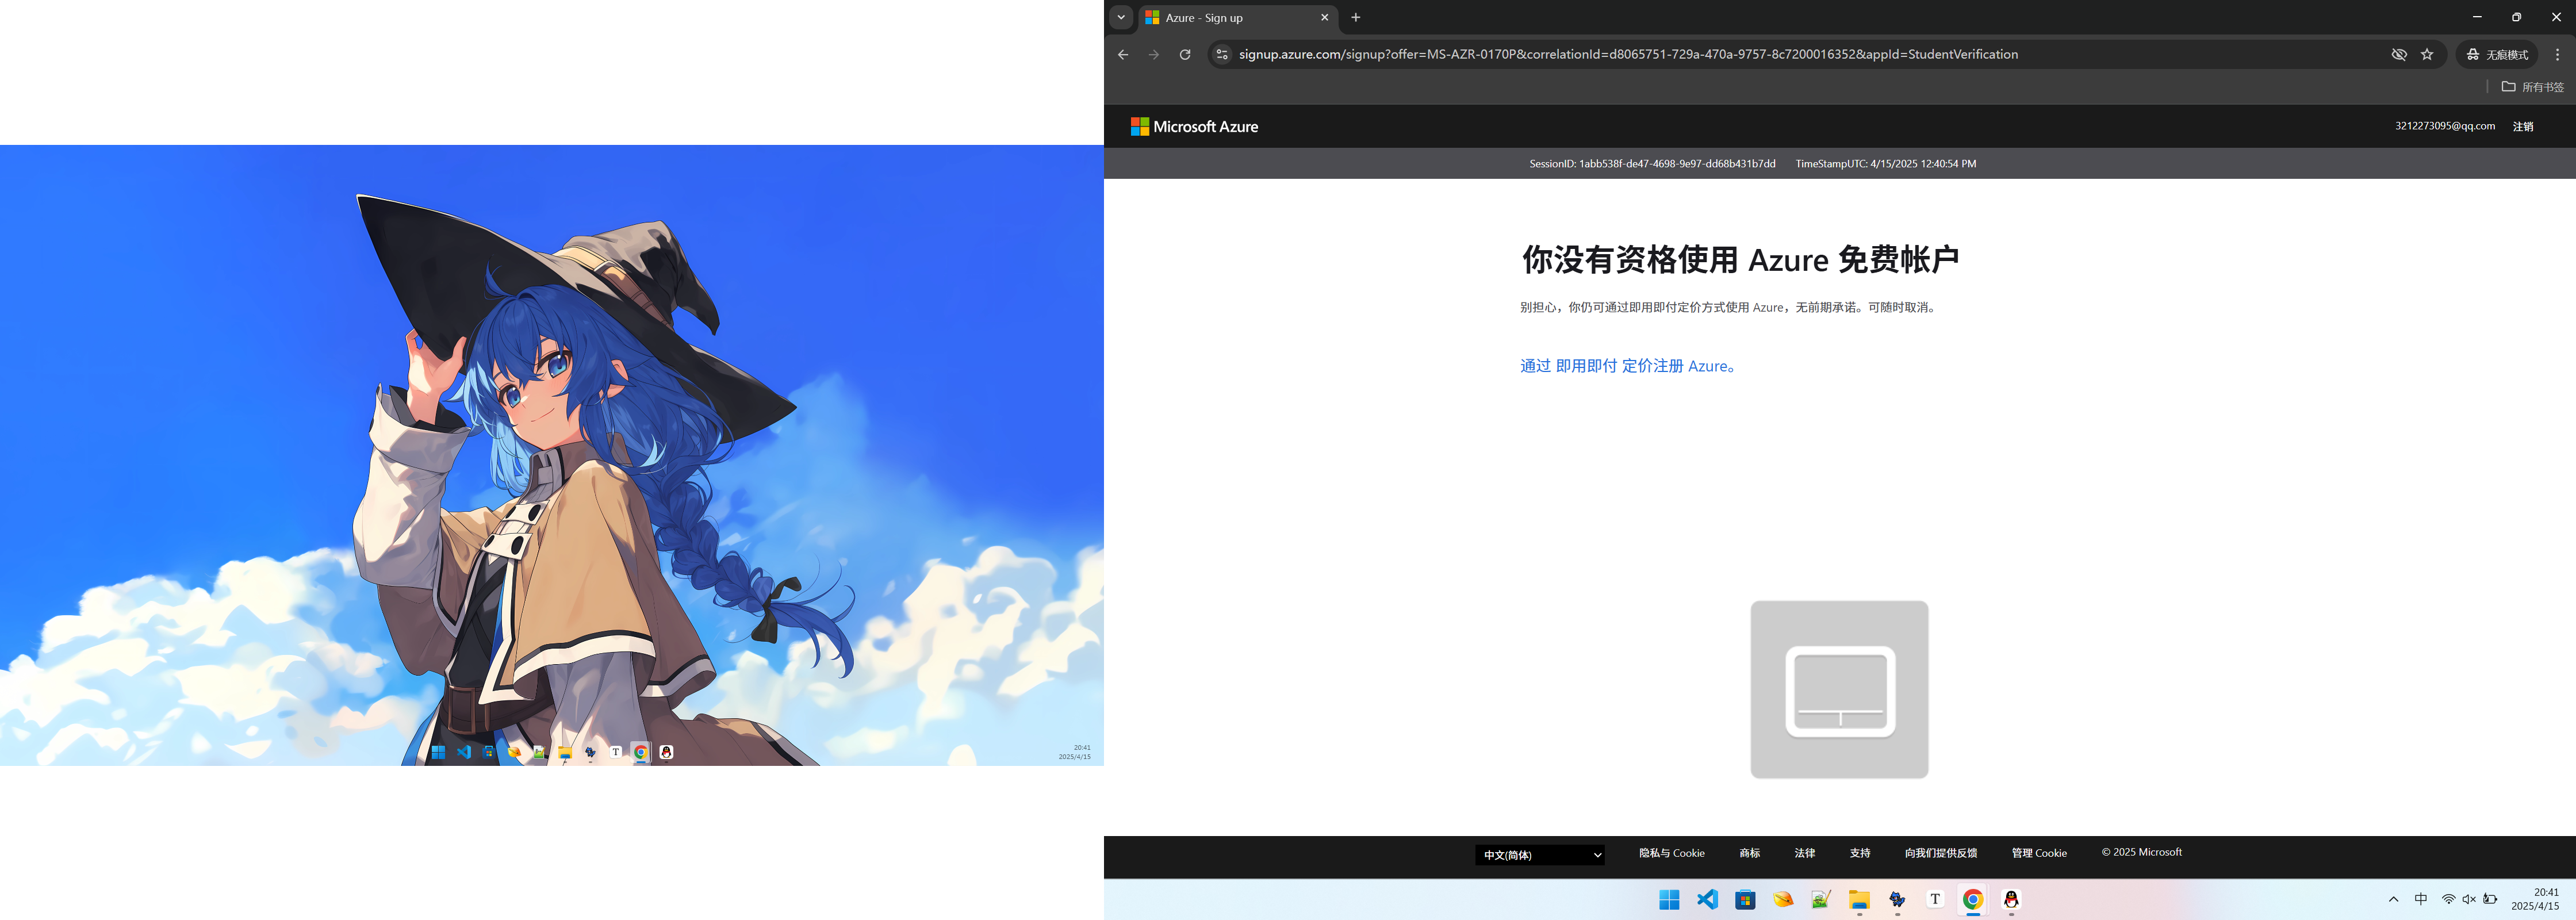 20:41
2025/4/15
Azure - Sign up
signup.azure.com/signup?offer=MS-AZR-0170P&correlationId=d8065751-729a-470a-9757-8c7200016352&appId=StudentVerification
无痕模式
所有书签
Microsoft Azure
3212273095@qq.com 注销
SessionID: 1abb538f-de47-4698-9e97-dd68b431b7dd TimeStampUTC: 4/15/2025 12:40:54 PM
你没有资格使用 Azure 免费帐户
别担心，你仍可通过即用即付定价方式使用 Azure，无前期承诺。可随时取消。
通过 即用即付 定价注册 Azure。
中文(简体) 隐私与 Cookie 商标 法律 支持 向我们提供反馈 管理 Cookie © 2025 Microsoft
T
中
20:41
2025/4/15